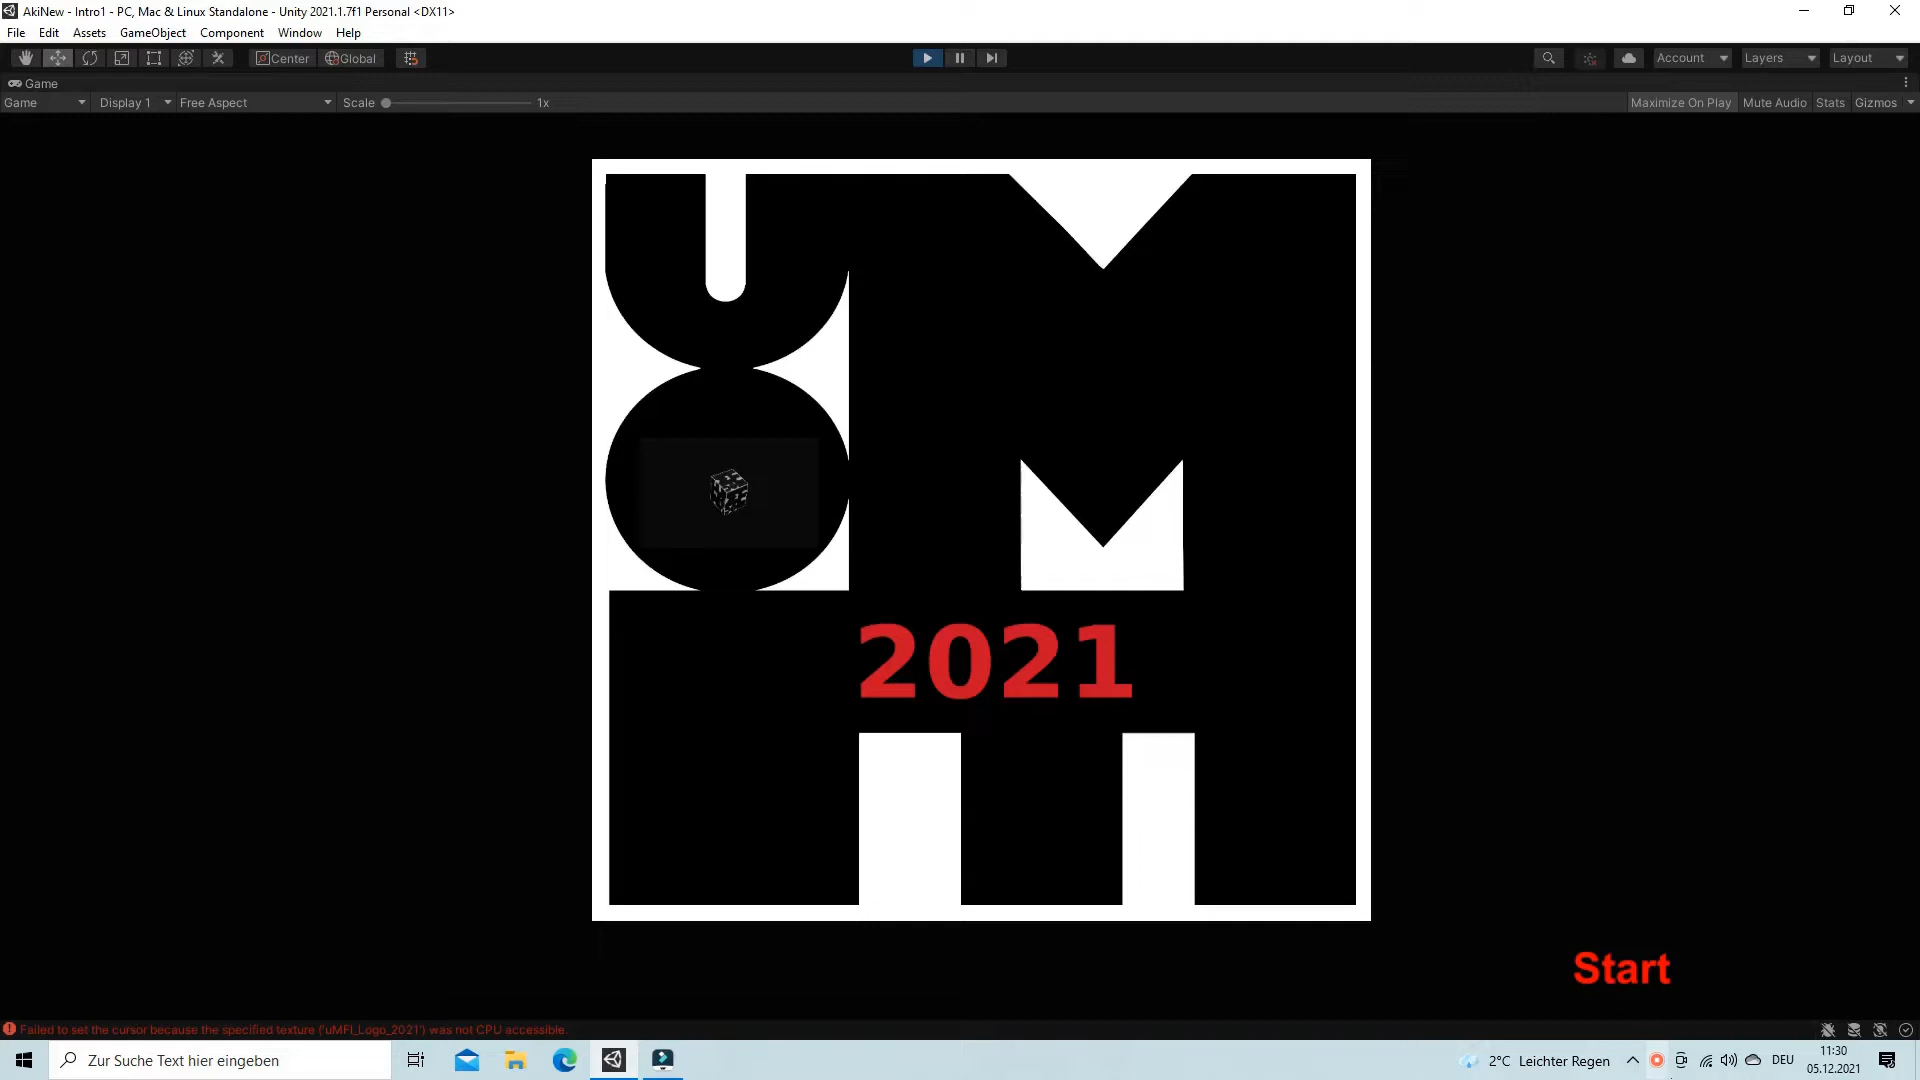 AkiNew - Intro1 - PC, Mac & Linux Standalone - Unity 2021.1.7f1 Personal <DX11>
File Edit Assets GameObject Component Window Help
Center Global Account Layers Layout
Game
Game Display 1 Free Aspect Scale 1x Maximize On Play Mute Audio Stats Gizmos
2021
Start
Failed to set the cursor because the specified texture ('uMFI_Logo_2021') was not CPU accessible.
Zur Suche Text hier eingeben 2°C Leichter Regen DEU 11:30
05.12.2021